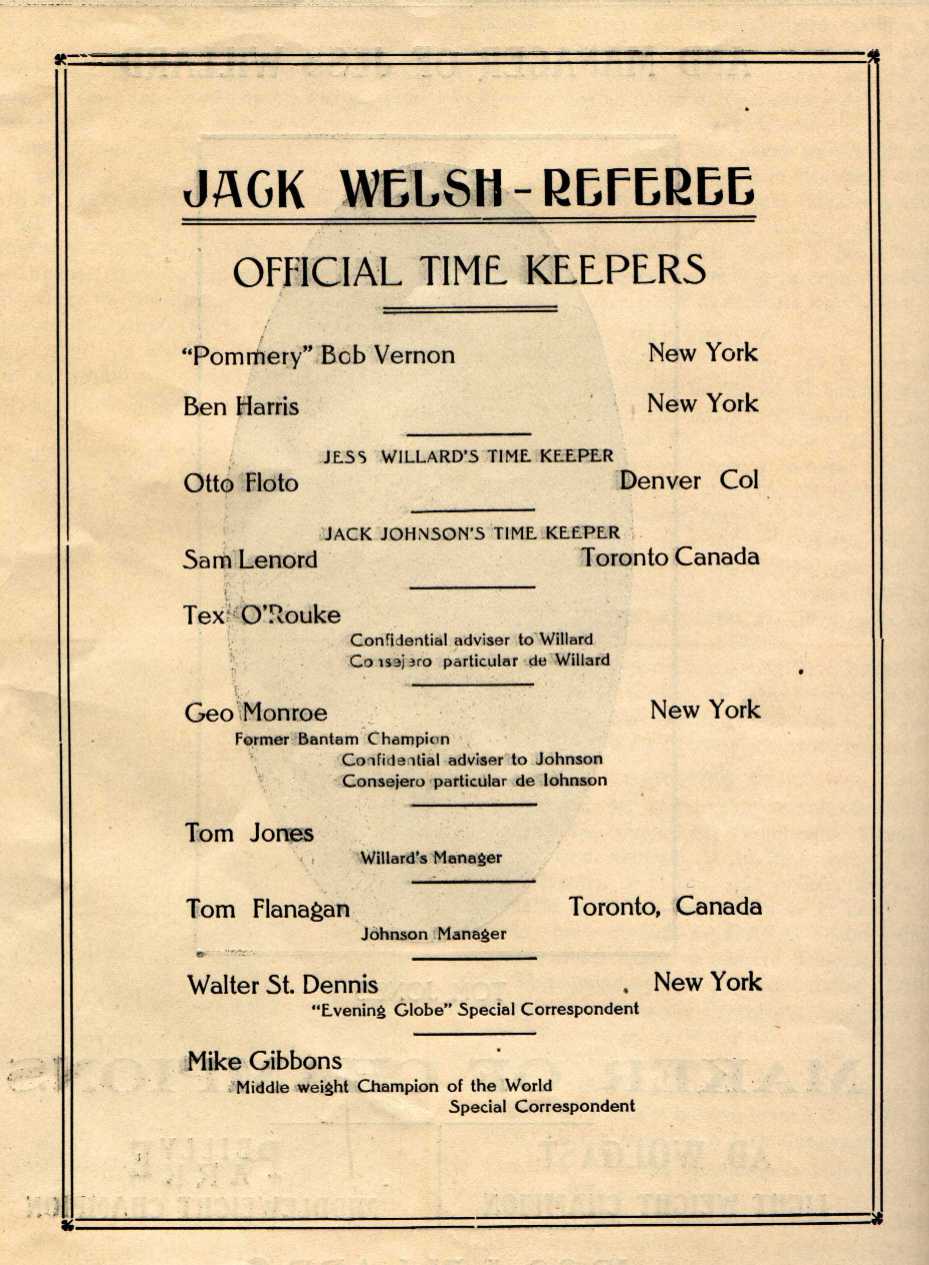 JACK WELSH - REFEREE
OFFICIAL TIME KEEPERS
"Pommery" Bob Vernon New York
Ben Harris New York
JESS WILLARD'S TIME KEEPER
Otto Floto Denver Col
JACK JOHNSON'S TIME KEEPER
Sam Lenord Toronto Canada
Tex O'Rouke
Confidential adviser to Willard
Consejero particular de Willard
Geo Monroe New York
Former Bantam Champion
Confidential adviser to Johnson
Consejero particular de Iohnson
Tom Jones
Willard's Manager
Tom Flanagan Toronto, Canada
Johnson Manager
Walter St. Dennis New York
"Evening Globe" Special Correspondent
Mike Gibbons
Middle weight Champion of the World
Special Correspondent